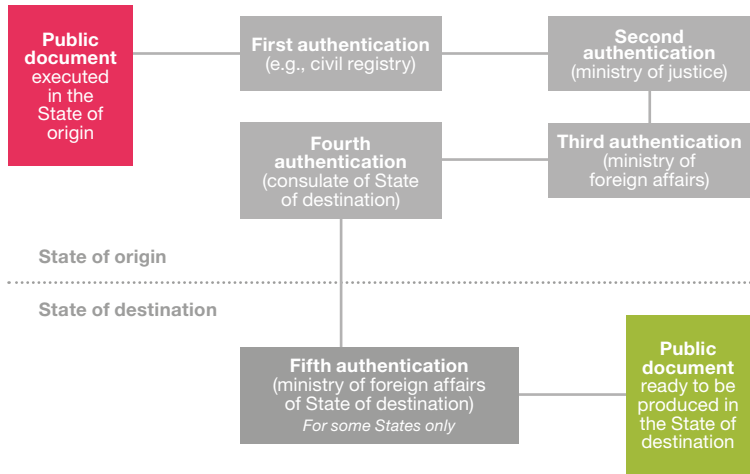 Public
document
executed
in the
State of
origin
First authentication
(e.g., civil registry)
Second
authentication
(ministry of justice)
Third authentication
(ministry of
foreign affairs)
Fourth
authentication
(consulate of State
of destination)
State of origin
State of destination
Fifth authentication
(ministry of foreign affairs
of State of destination)
For some States only
Public
document
ready to be
produced in
the State of
destination